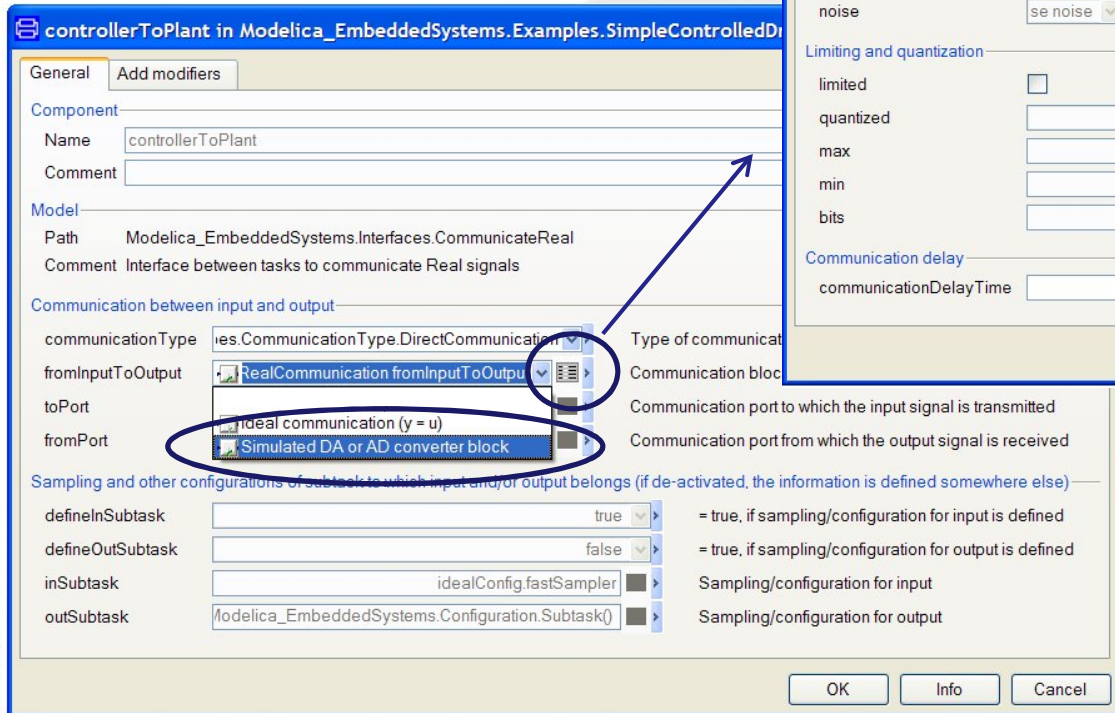 controllerToPlant in Modelica_EmbeddedSystems.Examples.SimpleControlledDr
General Add modifiers
Component
Name controllerToPlant
Comment
Model
Path Modelica_EmbeddedSystems.Interfaces.CommunicateReal
Comment Interface between tasks to communicate Real signals
Communication between input and output
communicationType es.CommunicationType.DirectCommunication Type of communicat
fromInputToOutput RealCommunication fromInputToOutpu Communication bloc
toPort Communication port to which the input signal is transmitted
Ideal communication (y = u)
fromPort Communication port from which the output signal is received
Simulated DA or AD converter block
Sampling and other configurations of subtask to which input and/or output belongs (if de-activated, the information is defined somewhere else)
defineInSubtask true = true, if sampling/configuration for input is defined
defineOutSubtask false = true, if sampling/configuration for output is defined
inSubtask idealConfig.fastSampler Sampling/configuration for input
outSubtask Modelica_EmbeddedSystems.Configuration.Subtask() Sampling/configuration for output
OK Info Cancel
noise se noise
Limiting and quantization
limited
quantized
max
min
bits
Communication delay
communicationDelayTime